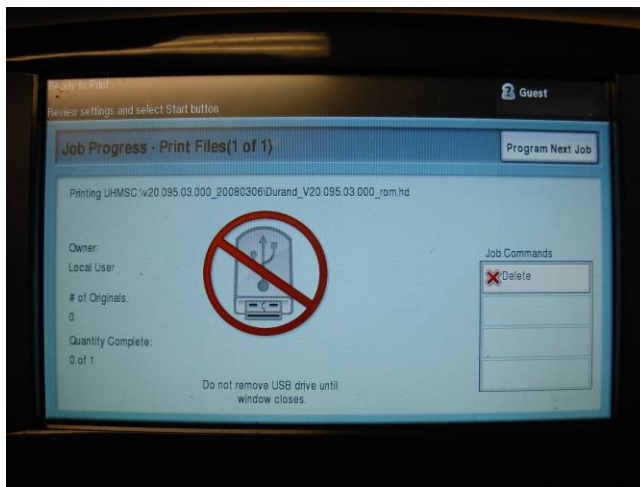 Ready to Print
Guest
Review settings and select Start button
Job Progress - Print Files(1 of 1)
Program Next Job
Printing UHMSC:\v20.095.03.000_20080306\Durand_V20.095.03.000_rom.hd
Owner:
Local User
# of Originals:
0
Quantity Complete:
0 of 1
Job Commands
Delete
Do not remove USB drive until
window closes.